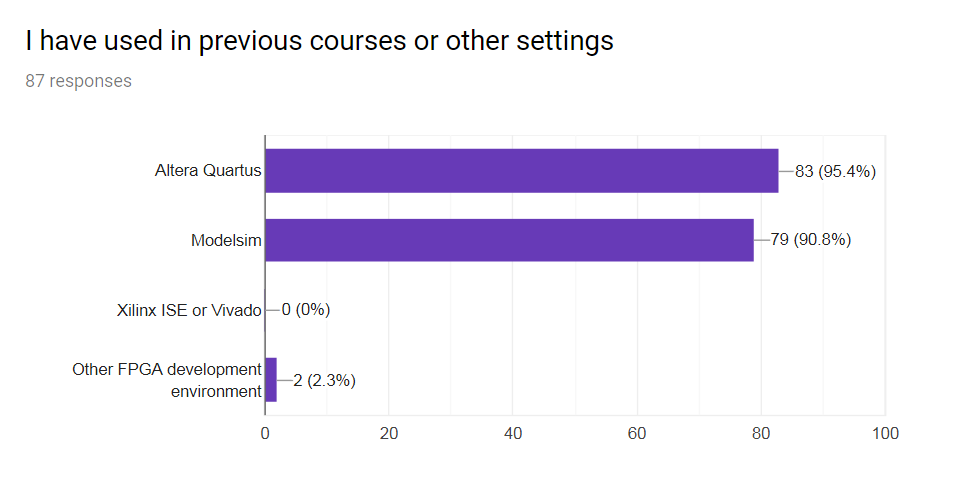 I have used in previous courses or other settings
87 responses
Altera Quartus
83 (95.4%)
Modelsim
79 (90.8%)
Xilinx ISE or Vivado
0 (0%)
Other FPGA development
environment
2 (2.3%)
0
20
40
60
80
100